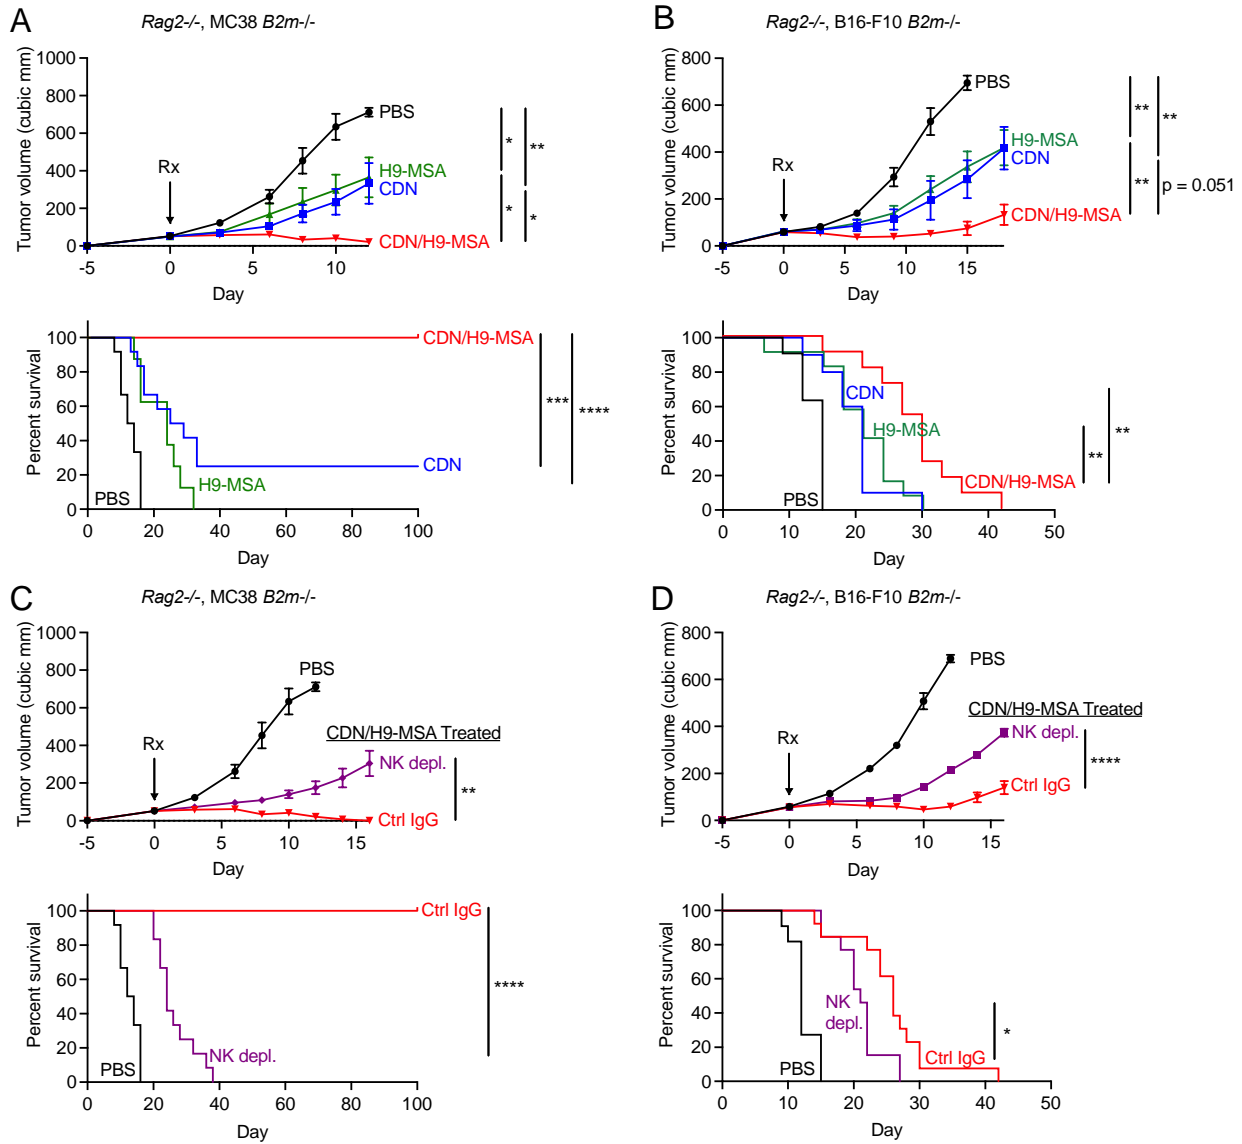 A
Rag2-/-, MC38 B2m-/-
Tumor volume (cubic mm)
1000
800
600
400
200
0
-5
0
5
10
Day
Rx
PBS
H9-MSA
CDN
CDN/H9-MSA
*
**
*
*
Percent survival
100
80
60
40
20
0
0
20
40
60
80
100
Day
CDN/H9-MSA
CDN
H9-MSA
PBS
***
****
B
Rag2-/-, B16-F10 B2m-/-
Tumor volume (cubic mm)
800
600
400
200
0
-5
0
5
10
15
Day
Rx
PBS
H9-MSA
CDN
CDN/H9-MSA
**
**
**
p = 0.051
Percent survival
100
80
60
40
20
0
0
10
20
30
40
50
Day
CDN
H9-MSA
CDN/H9-MSA
PBS
**
**
C
Rag2-/-, MC38 B2m-/-
Tumor volume (cubic mm)
1000
800
600
400
200
0
-5
0
5
10
15
Day
Rx
PBS
CDN/H9-MSA Treated
NK depl.
Ctrl IgG
**
Percent survival
100
80
60
40
20
0
0
20
40
60
80
100
Day
Ctrl IgG
NK depl.
PBS
****
D
Rag2-/-, B16-F10 B2m-/-
Tumor volume (cubic mm)
800
600
400
200
0
-5
0
5
10
15
Day
Rx
PBS
CDN/H9-MSA Treated
NK depl.
Ctrl IgG
****
Percent survival
100
80
60
40
20
0
0
10
20
30
40
50
Day
NK
depl.
Ctrl IgG
PBS
*